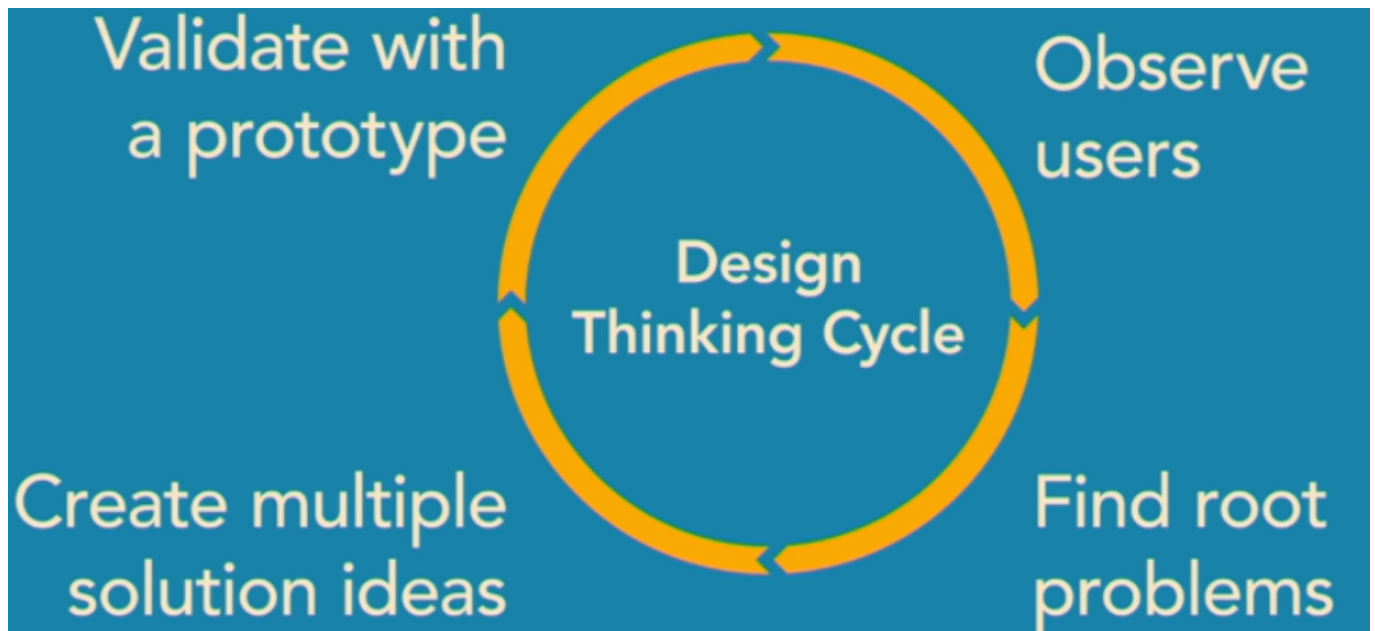 Validate with
a prototype
Observe
users
Design
Thinking Cycle
Create multiple
solution ideas
Find root
problems